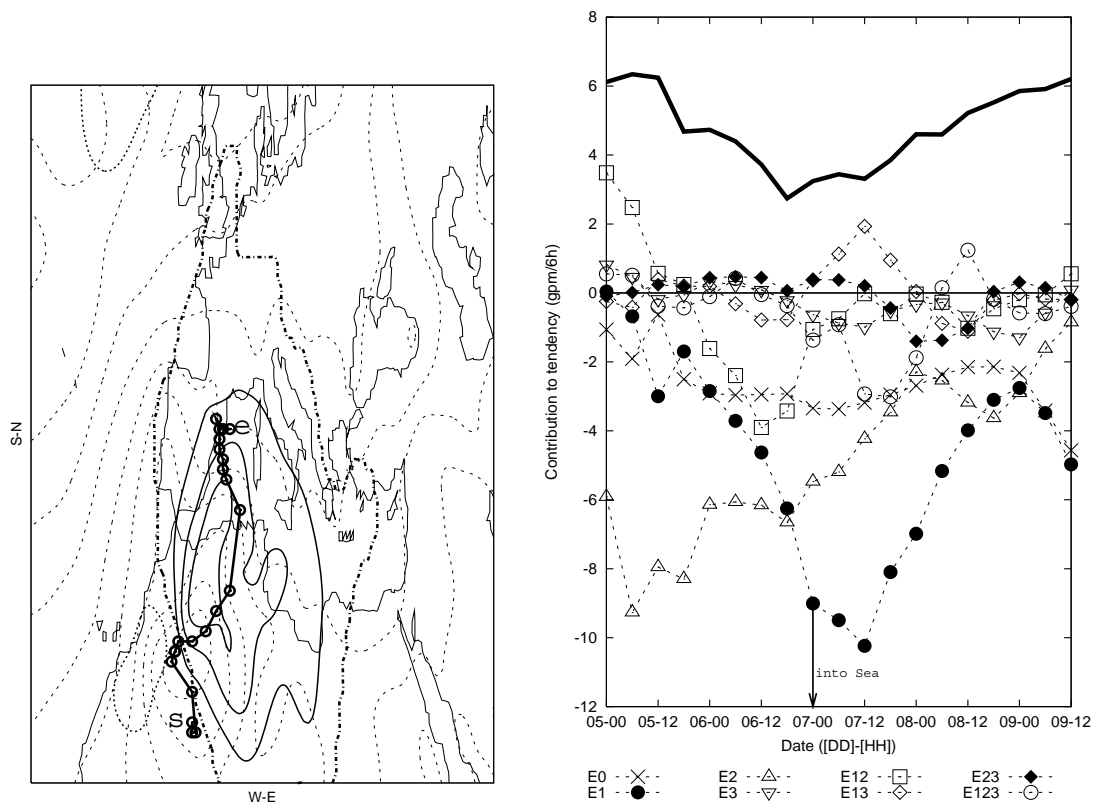 S-N
e
S
W-E
Contribution to tendency (gpm/6h)
8
6
4
2
0
-2
-4
-6
-8
-10
-12
into Sea
05-00 05-12 06-00 06-12 07-00 07-12 08-00 08-12 09-00 09-12
Date ([DD]-[HH])
E0 E2 E12 E23
E1 E3 E13 E123